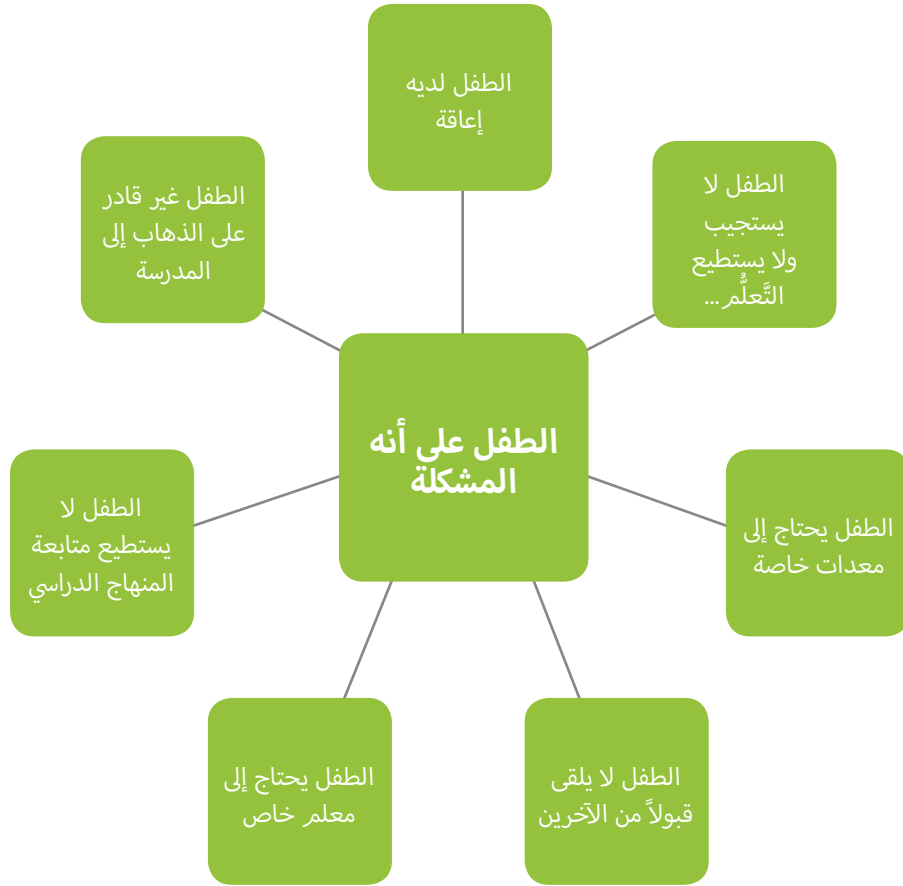 الطفل لديه
إعاقة
الطفل لا
يستجيب
ولا يستطيع
التَّعلُّم...
الطفل غير قادر
على الذهاب إلى
المدرسة
الطفل على أنه
المشكلة
الطفل يحتاج إلى
معدات خاصة
الطفل لا
يستطيع متابعة
المنهاج الدراسي
الطفل لا يلقى
قبولاً من الآخرين
الطفل يحتاج إلى
معلم خاص